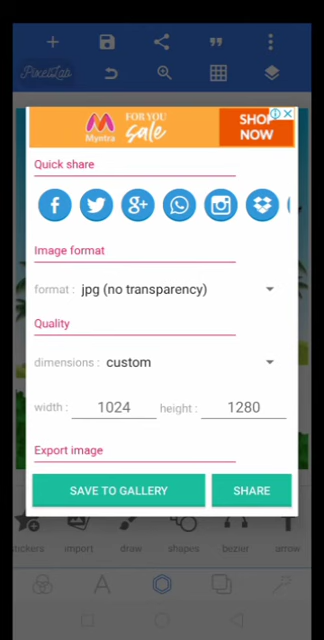 PixelLab
Myntra
FOR YOU
sale
SHOP
NOW
Quick share
Image format
format : jpg (no transparency)
Quality
dimensions : custom
width : 1024 height : 1280
Export image
SAVE TO GALLERY SHARE
stickers import draw shapes bezier arrow